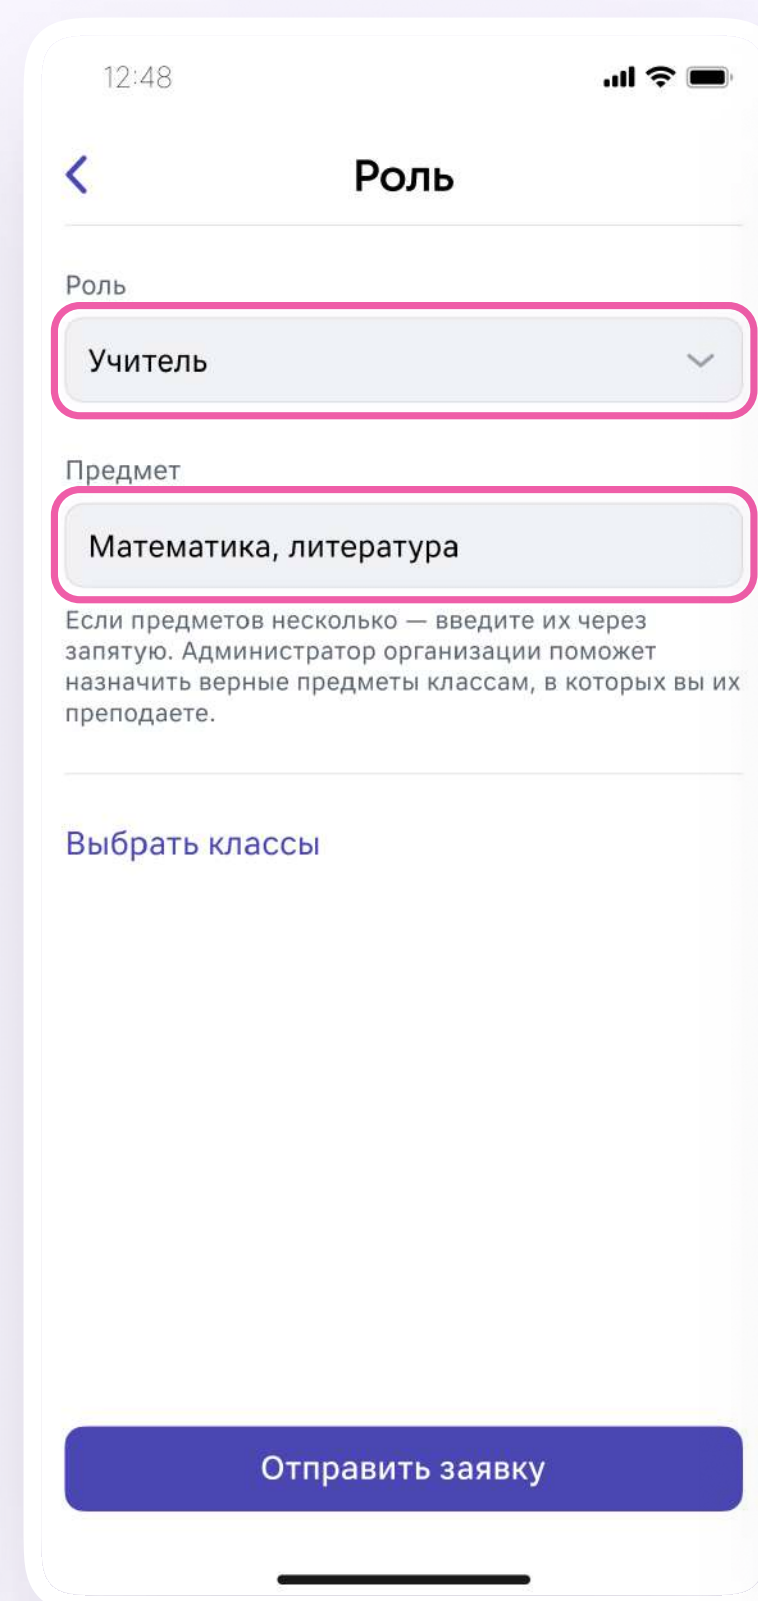 12:48
Роль
Роль
Учитель
Предмет
Математика, литература
Если предметов несколько — введите их через
запятую. Администратор организации поможет
назначить верные предметы классам, в которых вы их
преподаете.
Выбрать классы
Отправить заявку